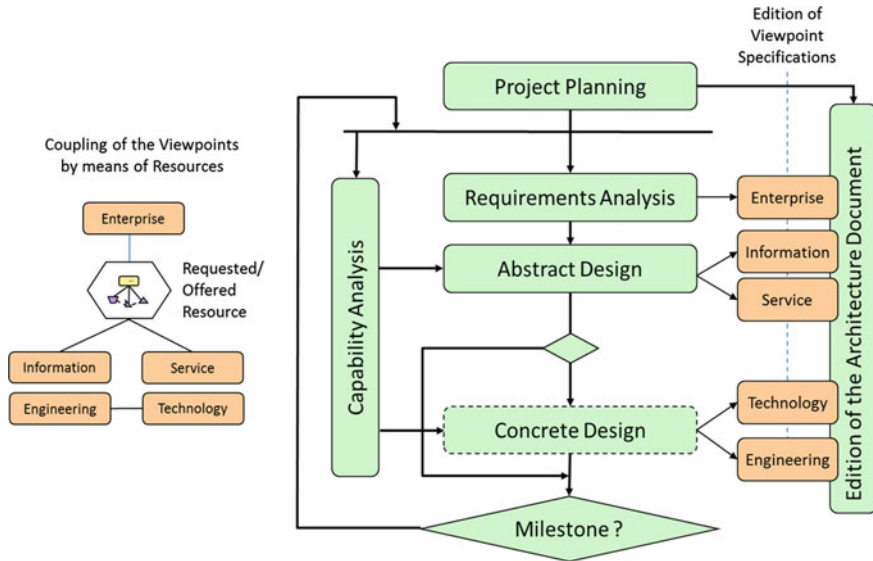 Edition of
Viewpoint
Specifications
Project Planning
Coupling of the Viewpoints
by means of Resources
Enterprise
Requested/
Offered
Resource
Information
Service
Engineering
Technology
Capability Analysis
Requirements Analysis
Abstract Design
Concrete Design
Milestone ?
Enterprise
Information
Service
Technology
Engineering
Edition of the Architecture Document